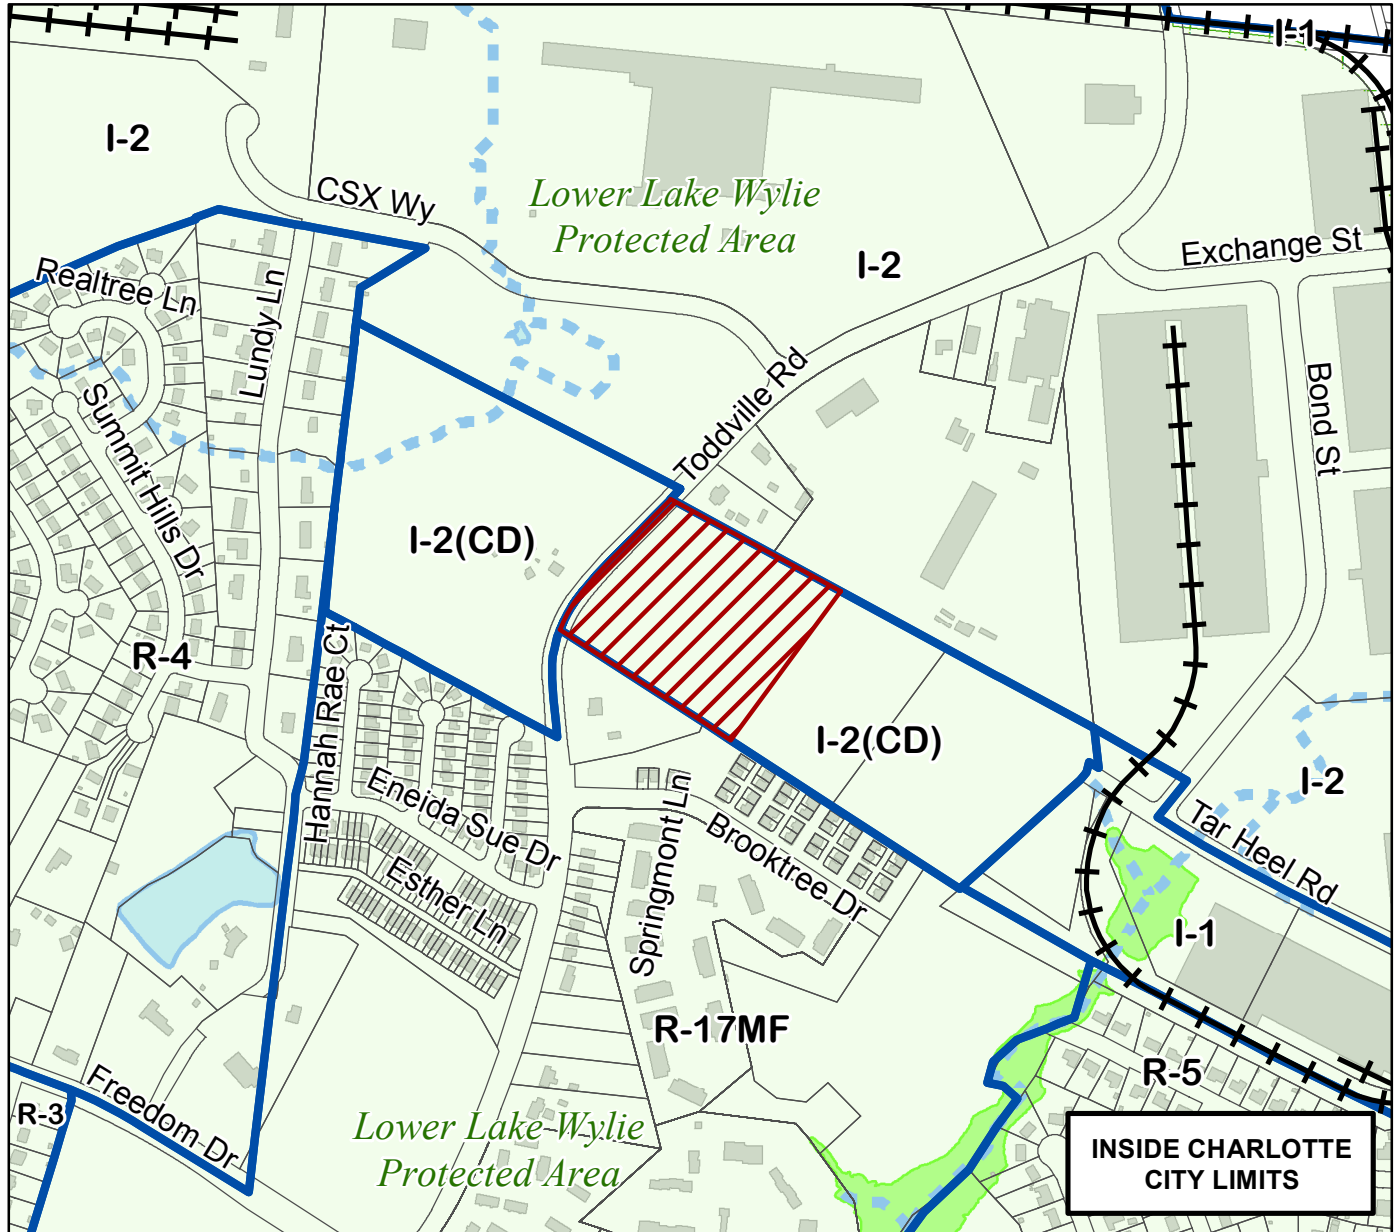 I-1
I-2
CSX Wy
Lower Lake Wylie
Protected Area
I-2
Exchange St
Realtree Ln
Lundy Ln
Toddville Rd
Bond St
Summit Hills Dr
I-2(CD)
R-4
Hannah Rae Ct
I-2(CD)
I-2
Eneida Sue Dr
Springmont Ln
Brooktree Dr
Tar Heel Rd
Esther Ln
I-1
R-17MF
R-5
Freedom Dr
R-3
Lower Lake Wylie
Protected Area
INSIDE CHARLOTTE
CITY LIMITS